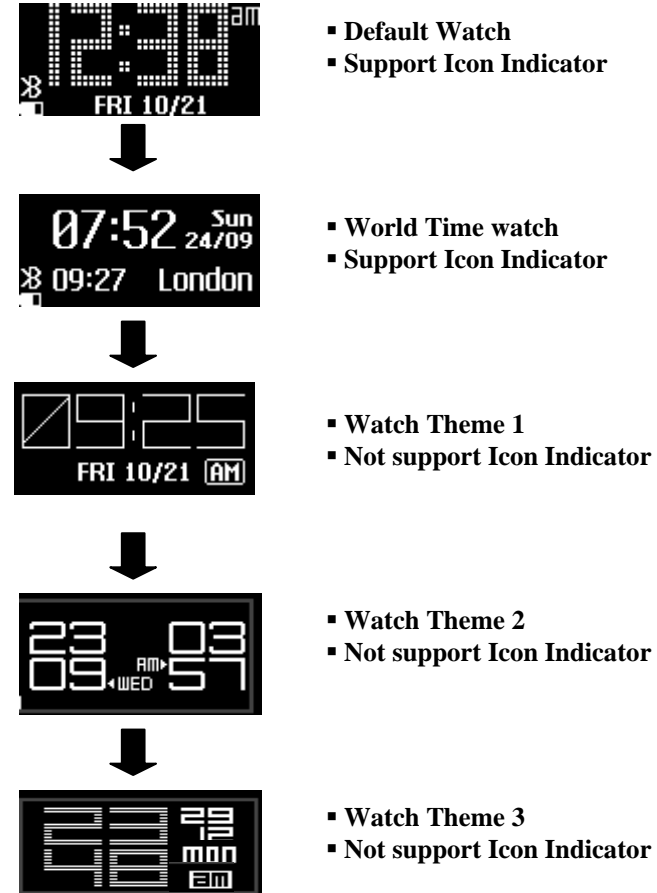 12:38 am
▪ Default Watch
▪ Support Icon Indicator
FRI 10/21
07:52 Sun
24/09
09:27 London
▪ World Time watch
▪ Support Icon Indicator
09:25
FRI 10/21 AM
▪ Watch Theme 1
▪ Not support Icon Indicator
23 03
AM
09 WED 57
▪ Watch Theme 2
▪ Not support Icon Indicator
23 29
12
48 mon
am
▪ Watch Theme 3
▪ Not support Icon Indicator